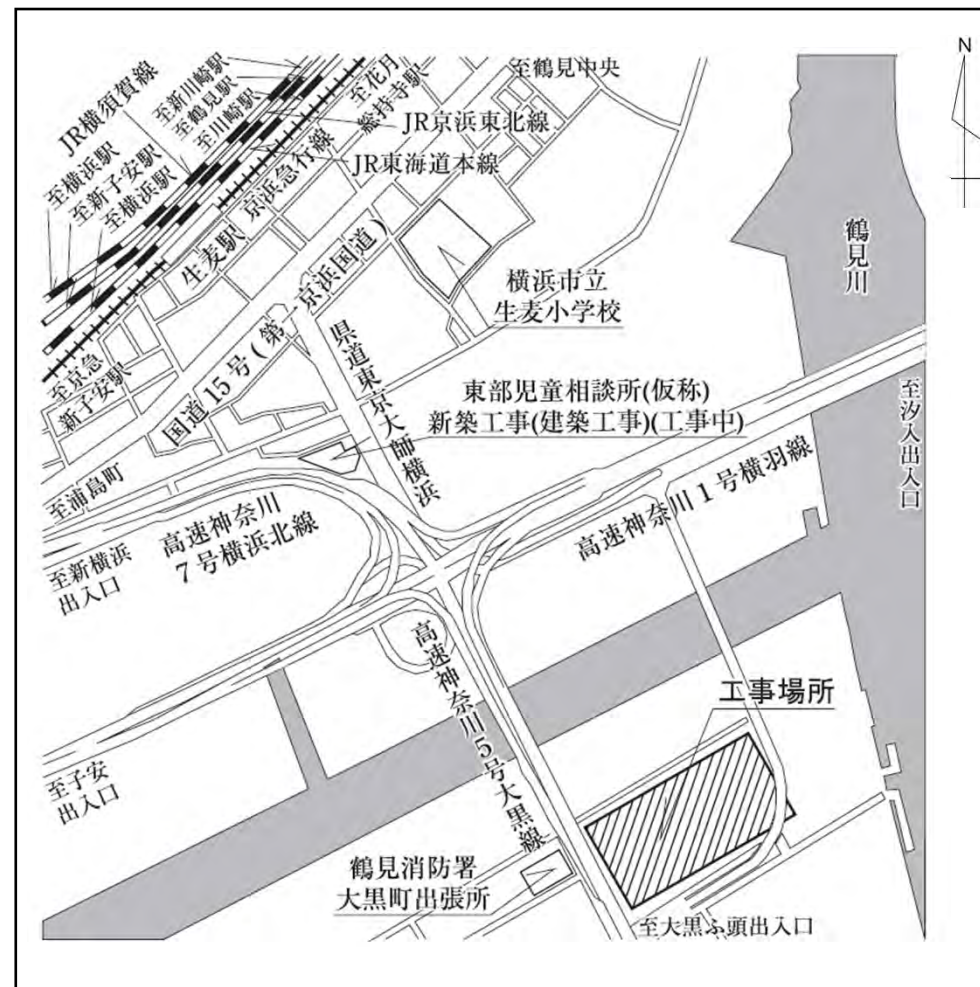 N
至新川崎駅
至鶴見駅
至川崎駅
JR横須賀線
至横浜駅
至新子安駅
至横浜駅
至花月
総持寺駅
至鶴見中央
JR京浜東北線
JR東海道本線
京浜急行線
生麦駅
至京急
新子安駅
国道15号(第一京浜国道)
横浜市立
生麦小学校
鶴見川
県道東京大師横浜
東部児童相談所(仮称)
新築工事(建築工事)(工事中)
至汐入出入口
至浦島町
高速神奈川
7号横浜北線
至新横浜
出入口
高速神奈川1号横羽線
高速神奈川5号大黒線
工事場所
至子安
出入口
鶴見消防署
大黒町出張所
至大黒ふ頭出入口